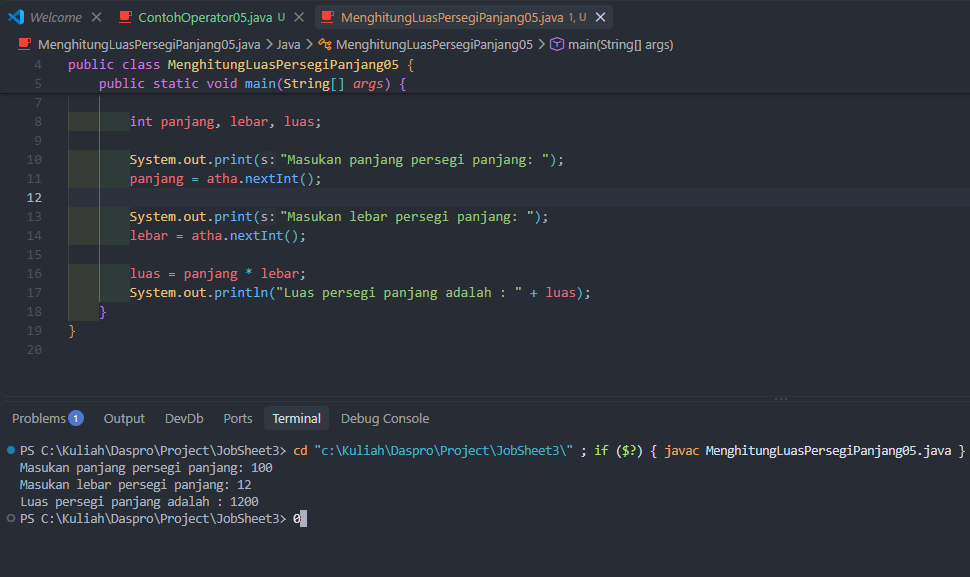 Welcome ContohOperator05.java U MenghitungLuasPersegiPanjang05.java 1, U
MenghitungLuasPersegiPanjang05.java > Java > MenghitungLuasPersegiPanjang05 > main(String[] args)
4 public class MenghitungLuasPersegiPanjang05 {
5 public static void main(String[] args) {
7
8 int panjang, lebar, luas;
9
10 System.out.print(s: "Masukan panjang persegi panjang: ");
11 panjang = atha.nextInt();
12
13 System.out.print(s: "Masukan lebar persegi panjang: ");
14 lebar = atha.nextInt();
15
16 luas = panjang * lebar;
17 System.out.println("Luas persegi panjang adalah : " + luas);
18 }
19 }
20
Problems 1 Output DevDb Ports Terminal Debug Console
PS C:\Kuliah\Daspro\Project\JobSheet3> cd "c:\Kuliah\Daspro\Project\JobSheet3\" ; if ($?) { javac MenghitungLuasPersegiPanjang05.java }
Masukan panjang persegi panjang: 100
Masukan lebar persegi panjang: 12
Luas persegi panjang adalah : 1200
PS C:\Kuliah\Daspro\Project\JobSheet3> 0